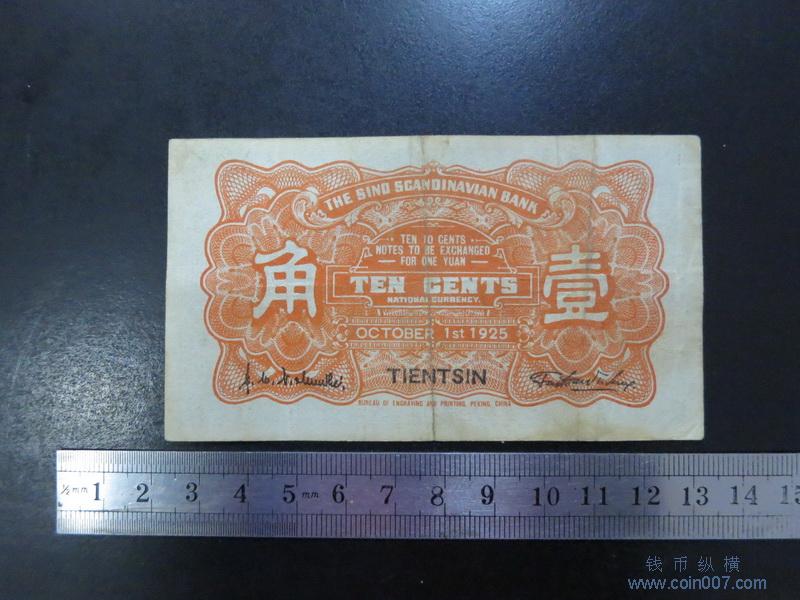 THE SINO SCANDINAVIAN BANK
TEN 10 CENTS
NOTES TO BE EXCHANGED
FOR ONE YUAN
角 壹
TEN CENTS
NATIONAL CURRENCY.
OCTOBER 1st 1925
TIENTSIN
BUREAU OF ENGRAVING AND PRINTING, PEKING, CHINA
½mm 1 2 3 4 5mm 6 7 8 9 10 11 12 13 14 15
钱币纵横
www.coin007.com